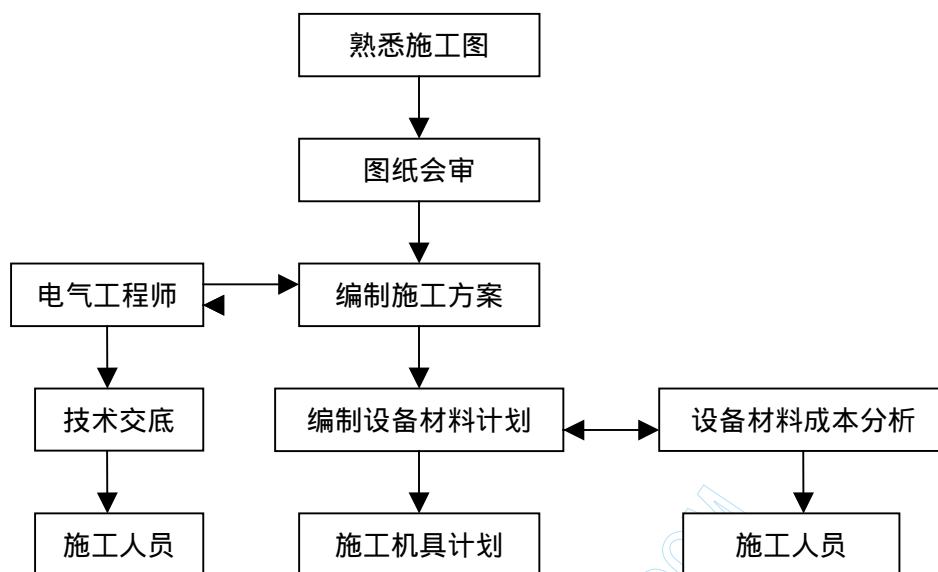 熟悉施工图
图纸会审
电气工程师
编制施工方案
技术交底
编制设备材料计划
设备材料成本分析
施工人员
施工机具计划
施工人员